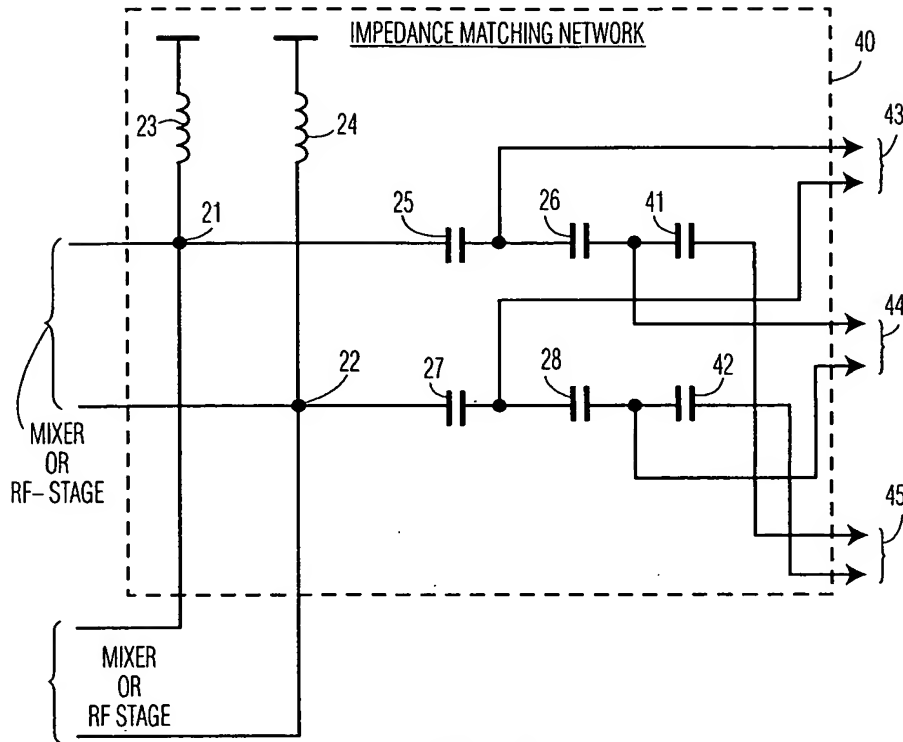 IMPEDANCE MATCHING NETWORK
40
43
23
24
21
25
26
41
44
22
27
28
42
MIXER
OR
RF-STAGE
45
MIXER
OR
RF STAGE